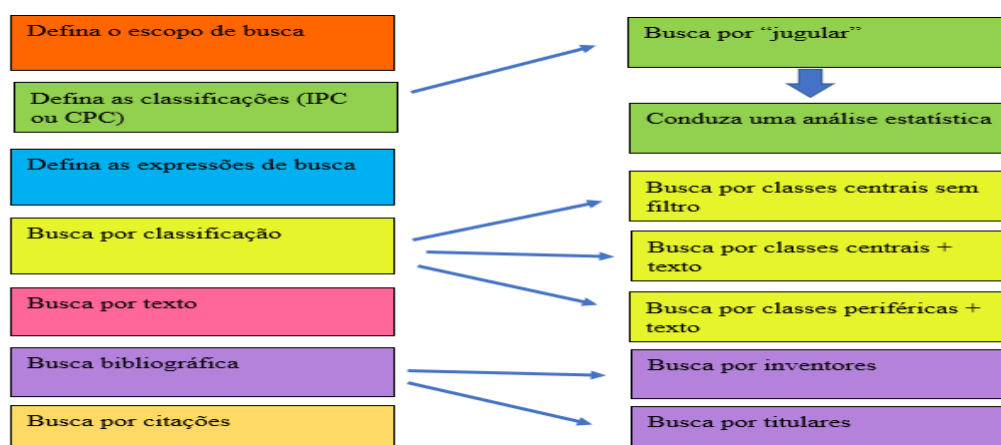 Defina o escopo de busca
Defina as classificações (IPC
ou CPC)
Defina as expressões de busca
Busca por classificação
Busca por texto
Busca bibliográfica
Busca por citações
Busca por “jugular”
Conduza uma análise estatística
Busca por classes centrais sem
filtro
Busca por classes centrais +
texto
Busca por classes periféricas +
texto
Busca por inventores
Busca por titulares